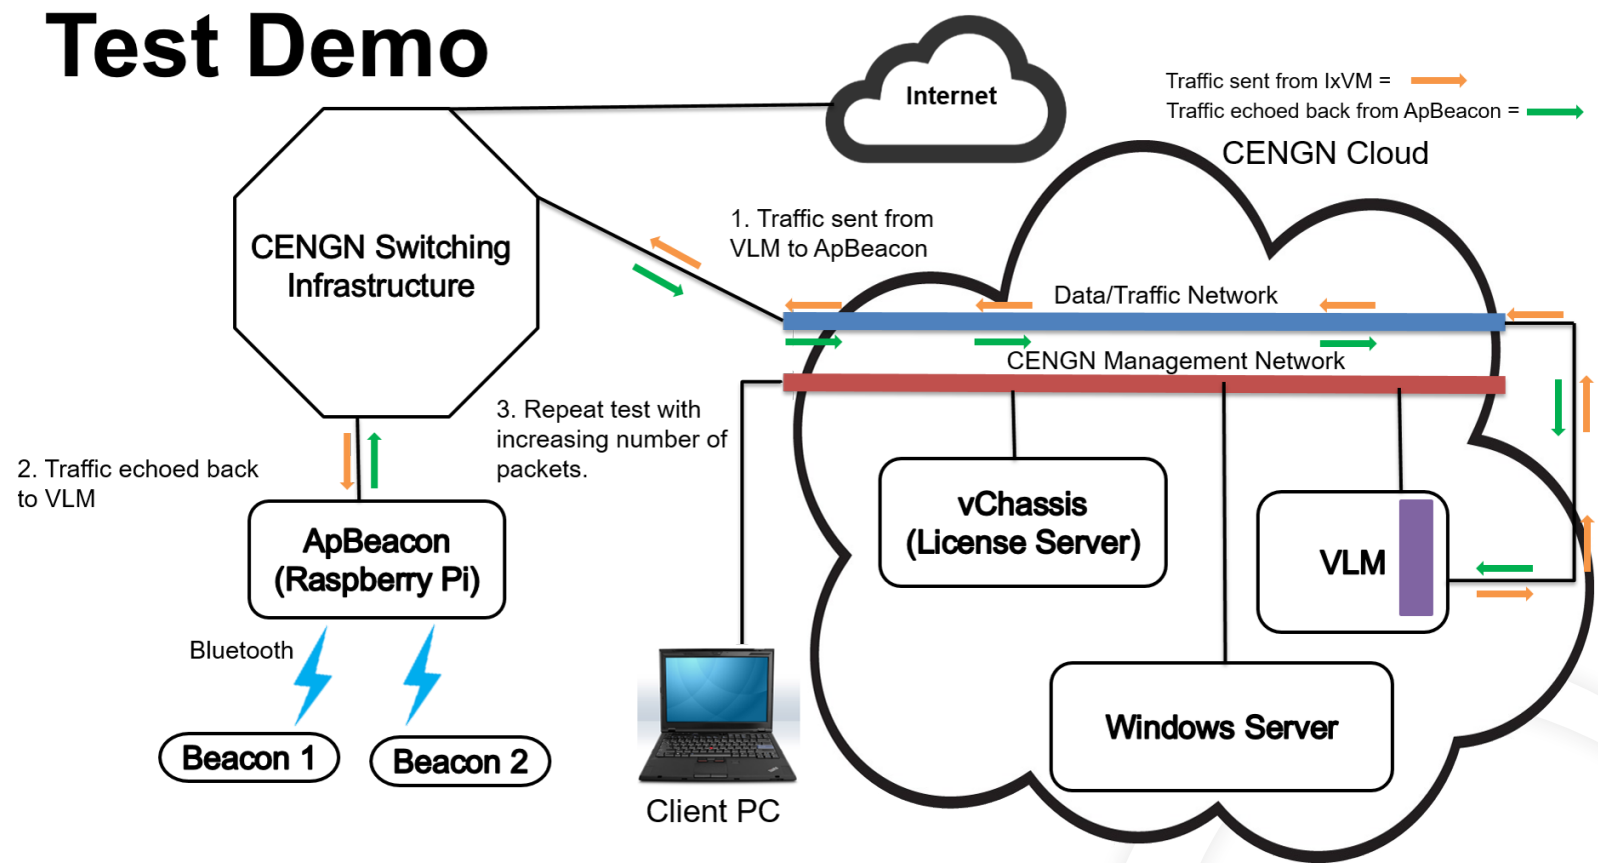 Test Demo
Internet
Traffic sent from IxVM =
Traffic echoed back from ApBeacon =
CENGN Cloud
1. Traffic sent from
VLM to ApBeacon
CENGN Switching
Infrastructure
Data/Traffic Network
CENGN Management Network
3. Repeat test with
increasing number of
packets.
2. Traffic echoed back
to VLM
vChassis
(License Server)
ApBeacon
(Raspberry Pi)
VLM
Bluetooth
Windows Server
Beacon 1
Beacon 2
Client PC